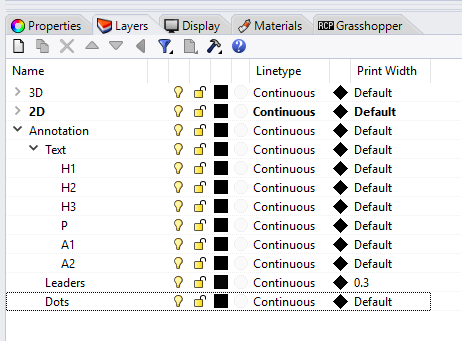 Properties Layers Display Materials RCP Grasshopper
Name Linetype Print Width
3D Continuous Default
2D Continuous Default
Annotation Continuous Default
Text Continuous Default
H1 Continuous Default
H2 Continuous Default
H3 Continuous Default
P Continuous Default
A1 Continuous Default
A2 Continuous Default
Leaders Continuous 0.3
Dots Continuous Default